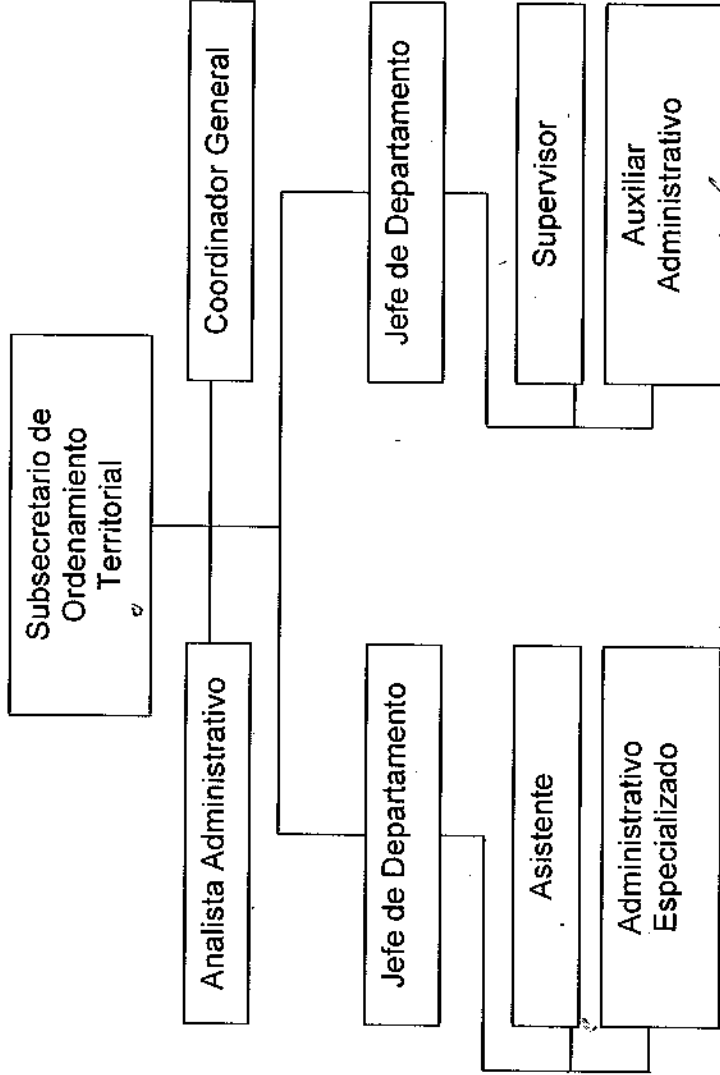 Subsecretario de
Ordenamiento
Territorial
Analista Administrativo
Coordinador General
Jefe de Departamento
Jefe de Departamento
Asistente
Administrativo
Especializado
Supervisor
Auxiliar
Administrativo